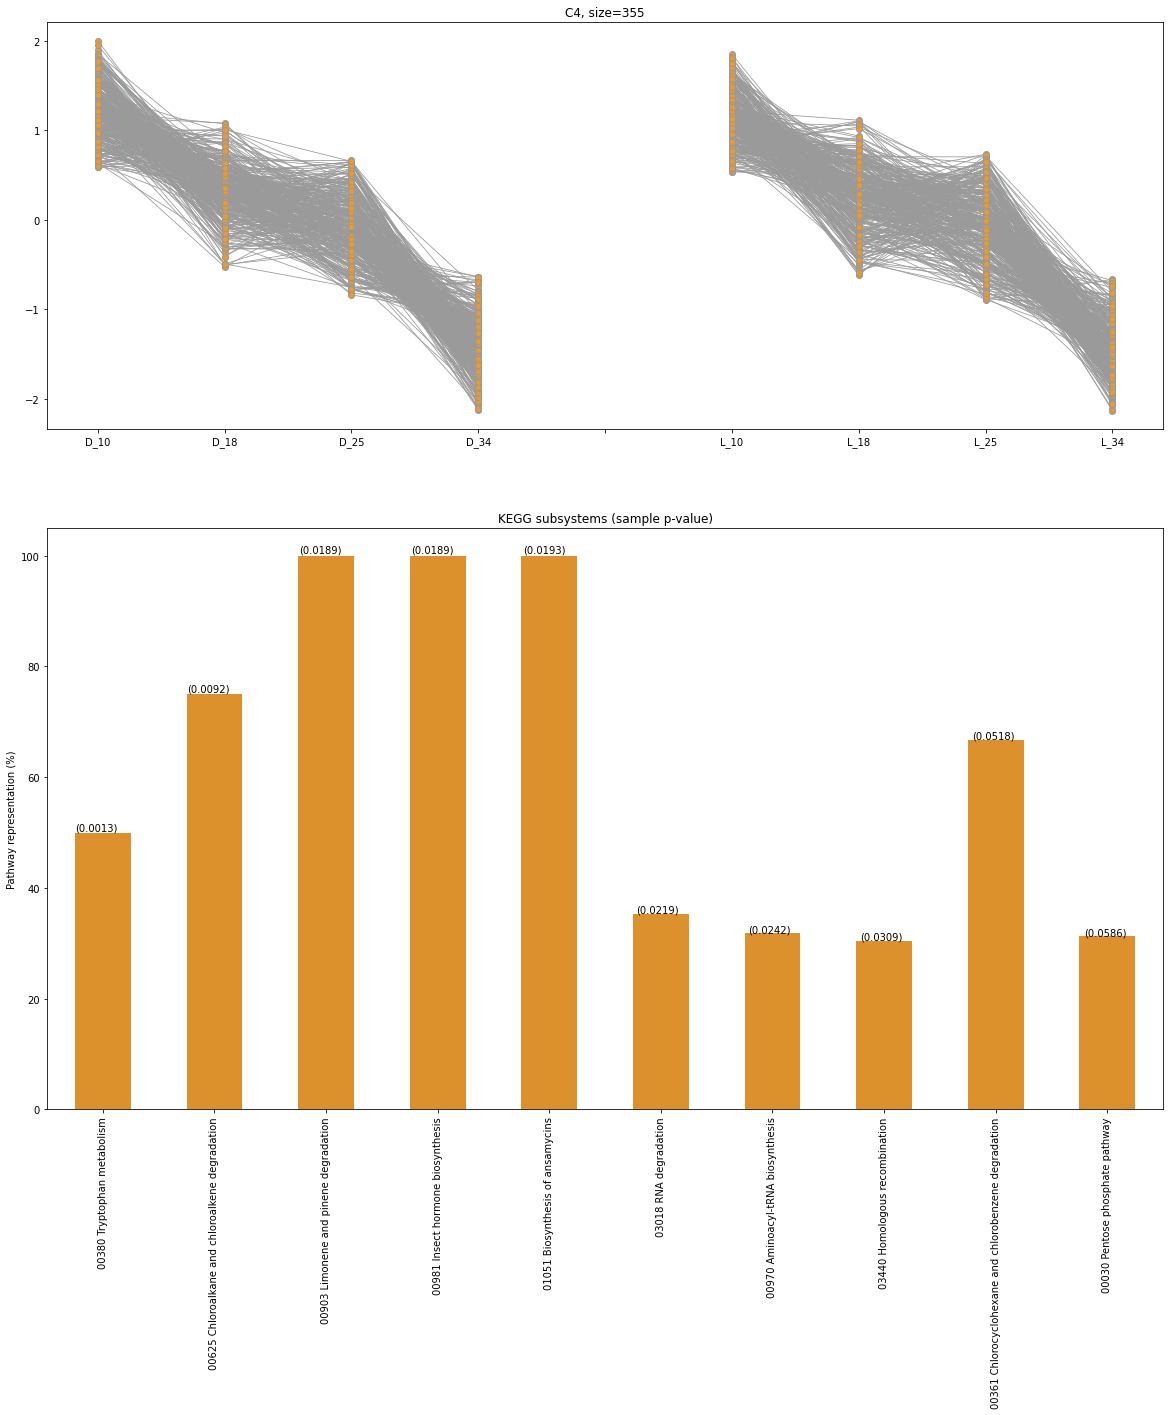 C4, size=355
2
1
0
−1
−2
D_10 D_18 D_25 D_34 L_10 L_18 L_25 L_34
KEGG subsystems (sample p-value)
Pathway representation (%)
100
80
60
40
20
0
(0.0013)
(0.0092)
(0.0189)
(0.0189)
(0.0193)
(0.0219)
(0.0242)
(0.0309)
(0.0518)
(0.0586)
00380 Tryptophan metabolism
00625 Chloroalkane and chloroalkene degradation
00903 Limonene and pinene degradation
00981 Insect hormone biosynthesis
01051 Biosynthesis of ansamycins
03018 RNA degradation
00970 Aminoacyl-tRNA biosynthesis
03440 Homologous recombination
00361 Chlorocyclohexane and chlorobenzene degradation
00030 Pentose phosphate pathway